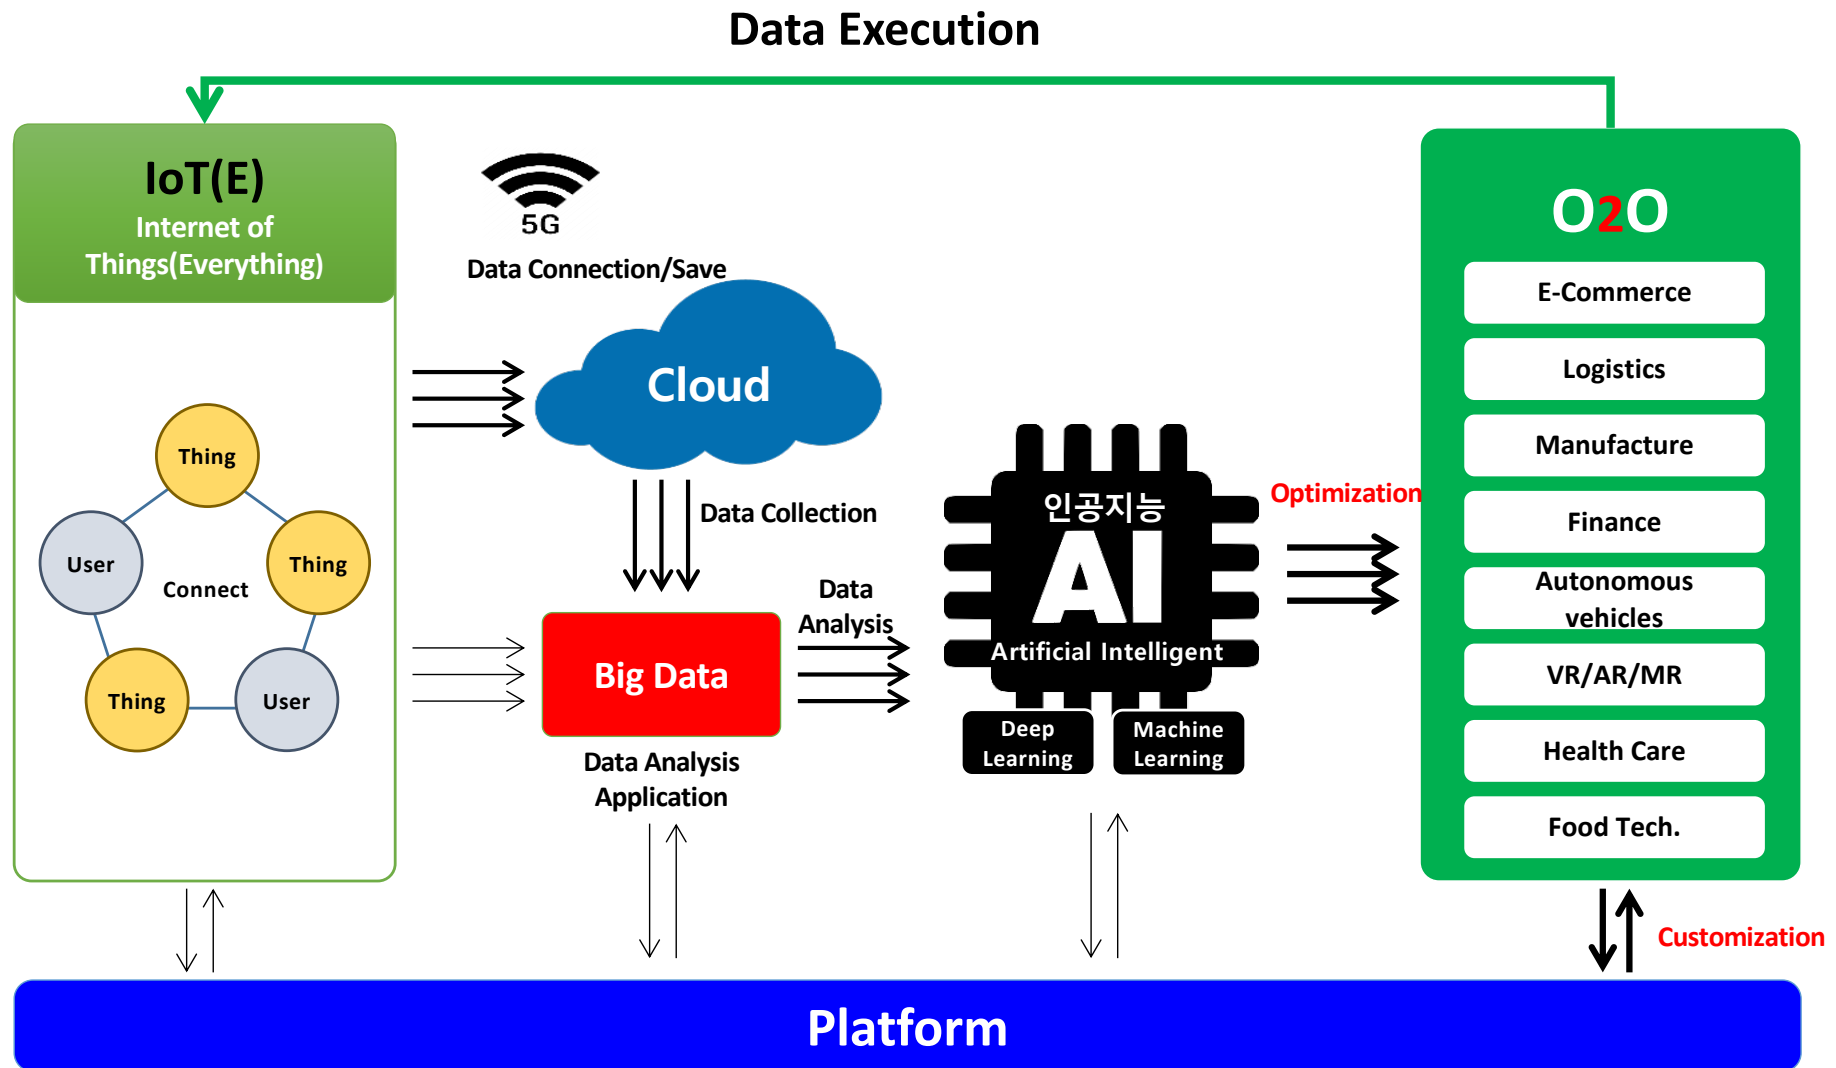 Data Execution
IoT(E)
Internet of
Things(Everything)
Thing
User
Thing
Connect
Thing
User
5G
Data Connection/Save
Cloud
Data Collection
Big Data
Data
Analysis
Data Analysis
Application
인공지능
AI
Artificial Intelligent
Deep
Learning
Machine
Learning
Optimization
O2O
E-Commerce
Logistics
Manufacture
Finance
Autonomous
vehicles
VR/AR/MR
Health Care
Food Tech.
Customization
Platform